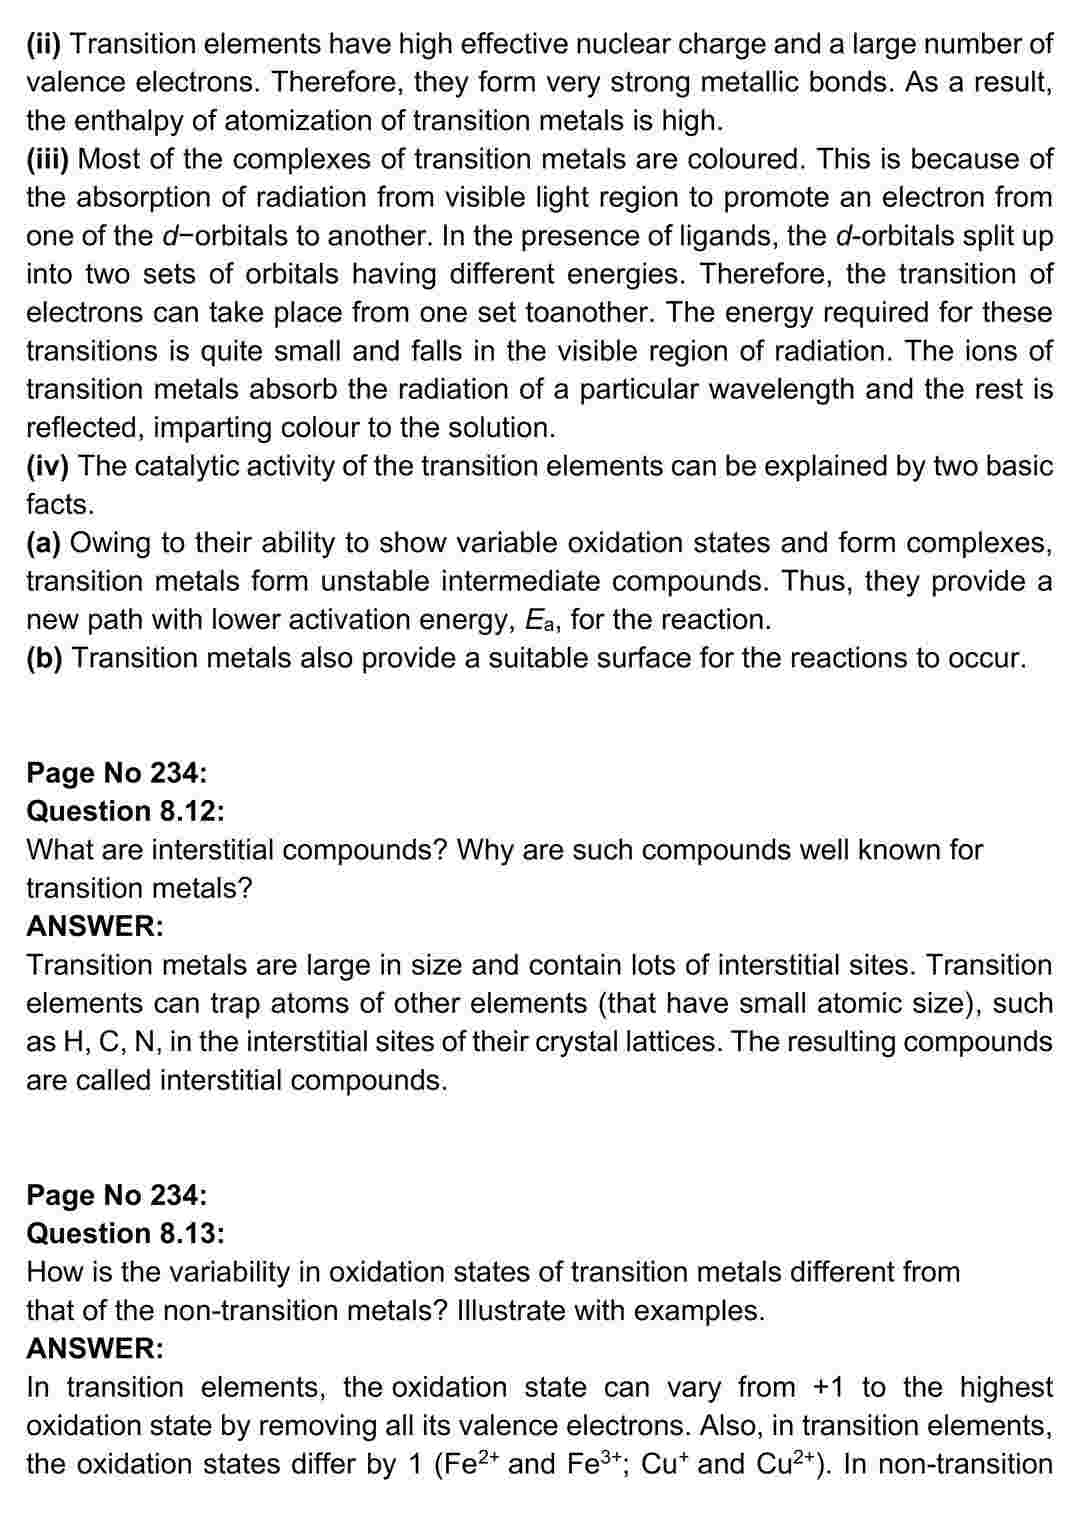 (ii) Transition elements have high effective nuclear charge and a large number of
valence electrons. Therefore, they form very strong metallic bonds. As a result,
the enthalpy of atomization of transition metals is high.
(iii) Most of the complexes of transition metals are coloured. This is because of
the absorption of radiation from visible light region to promote an electron from
one of the d−orbitals to another. In the presence of ligands, the d-orbitals split up
into two sets of orbitals having different energies. Therefore, the transition of
electrons can take place from one set toanother. The energy required for these
transitions is quite small and falls in the visible region of radiation. The ions of
transition metals absorb the radiation of a particular wavelength and the rest is
reflected, imparting colour to the solution.
(iv) The catalytic activity of the transition elements can be explained by two basic
facts.
(a) Owing to their ability to show variable oxidation states and form complexes,
transition metals form unstable intermediate compounds. Thus, they provide a
new path with lower activation energy, Eₐ, for the reaction.
(b) Transition metals also provide a suitable surface for the reactions to occur.
Page No 234:
Question 8.12:
What are interstitial compounds? Why are such compounds well known for
transition metals?
ANSWER:
Transition metals are large in size and contain lots of interstitial sites. Transition
elements can trap atoms of other elements (that have small atomic size), such
as H, C, N, in the interstitial sites of their crystal lattices. The resulting compounds
are called interstitial compounds.
Page No 234:
Question 8.13:
How is the variability in oxidation states of transition metals different from
that of the non-transition metals? Illustrate with examples.
ANSWER:
In transition elements, the oxidation state can vary from +1 to the highest
oxidation state by removing all its valence electrons. Also, in transition elements,
the oxidation states differ by 1 (Fe²⁺ and Fe³⁺; Cu⁺ and Cu²⁺). In non-transition